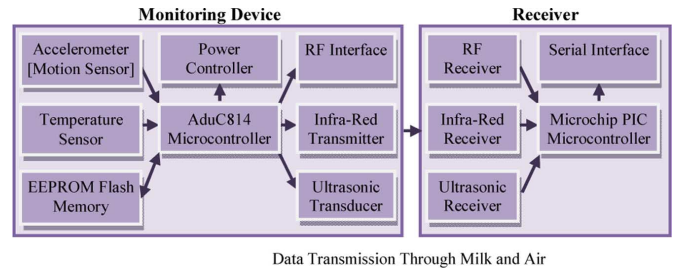 Monitoring Device
Receiver
Accelerometer
[Motion Sensor]
Power
Controller
RF Interface
RF
Receiver
Serial Interface
Temperature
Sensor
AduC814
Microcontroller
Infra-Red
Transmitter
Infra-Red
Receiver
Microchip PIC
Microcontroller
EEPROM Flash
Memory
Ultrasonic
Transducer
Ultrasonic
Receiver
Data Transmission Through Milk and Air